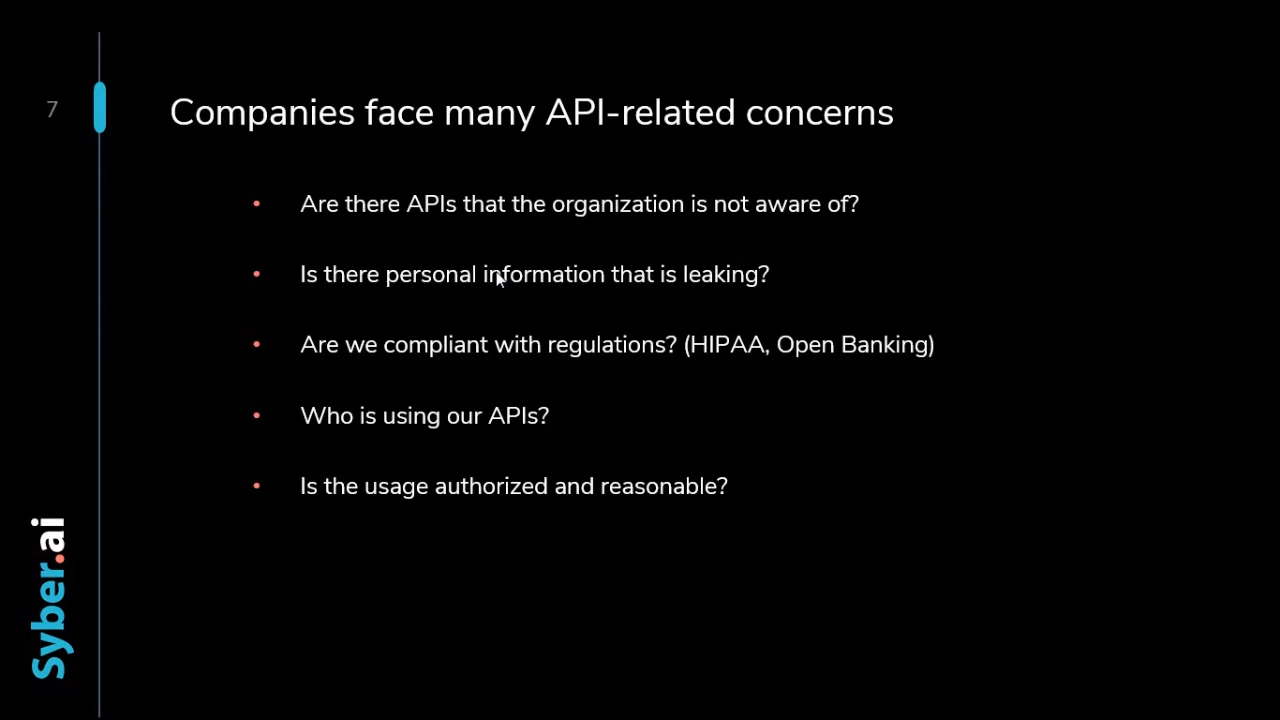 7
Companies face many API-related concerns
• Are there APIs that the organization is not aware of?
• Is there personal information that is leaking?
• Are we compliant with regulations? (HIPAA, Open Banking)
• Who is using our APIs?
• Is the usage authorized and reasonable?
Syber.ai